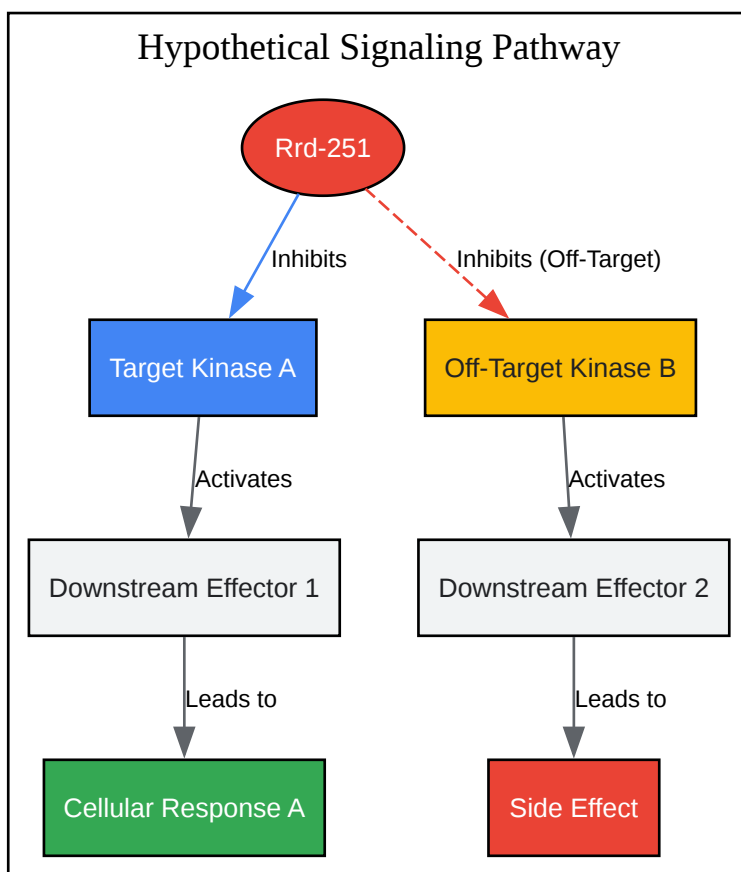 Hypothetical Signaling Pathway
Rrd-251
Inhibits
Inhibits (Off-Target)
Target Kinase A
Off-Target Kinase B
Activates
Activates
Downstream Effector 1
Downstream Effector 2
Leads to
Leads to
Cellular Response A
Side Effect